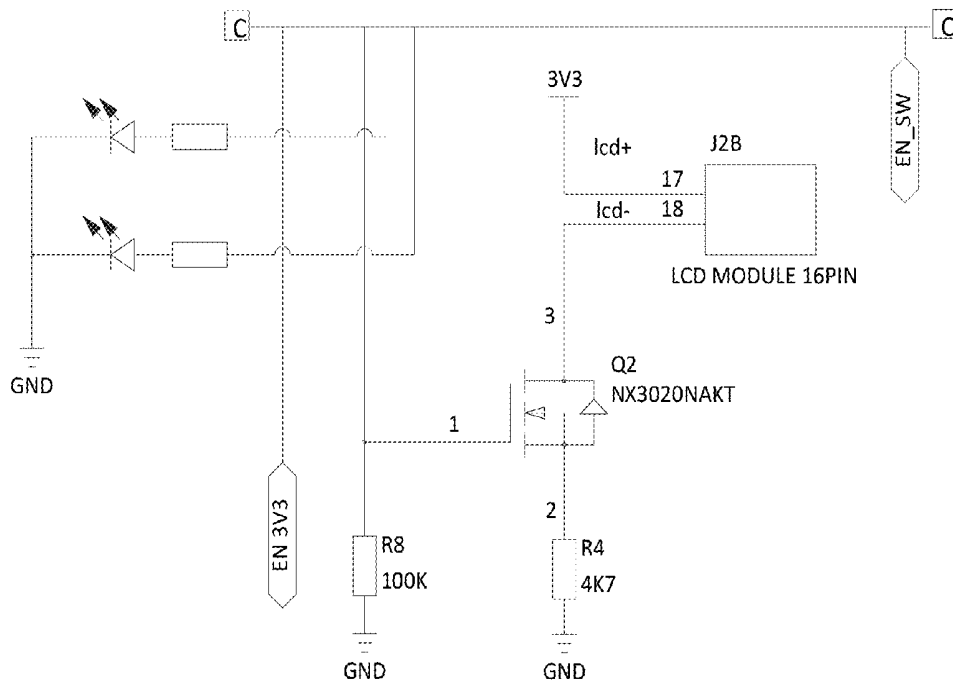 C
C
3V3
EN_SW
lcd+
J2B
17
lcd-
18
LCD MODULE 16PIN
GND
3
Q2
NX3020NAKT
1
EN 3V3
2
R8
100K
R4
4K7
GND
GND